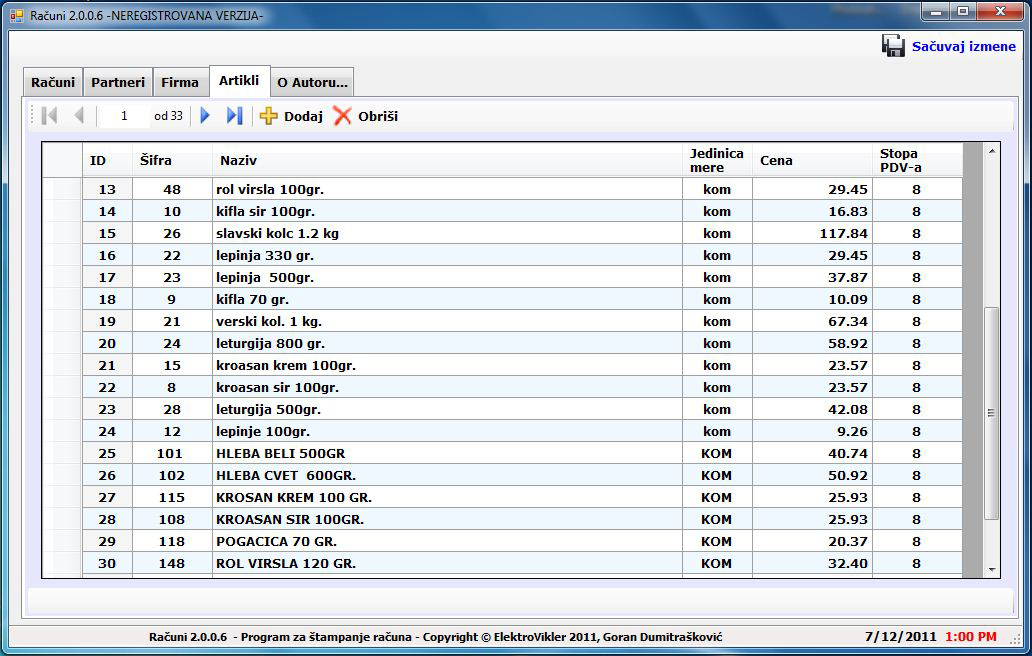 Računi 2.0.0.6 -NEREGISTROVANA VERZIJA-
Sačuvaj izmene
Računi Partneri Firma Artikli O Autoru...
1 od 33 Dodaj Obriši
ID Šifra Naziv Jedinica mere Cena Stopa PDV-a
13 48 rol virsla 100gr. kom 29.45 8
14 10 kifla sir 100gr. kom 16.83 8
15 26 slavski kolc 1.2 kg kom 117.84 8
16 22 lepinja 330 gr. kom 29.45 8
17 23 lepinja  500gr. kom 37.87 8
18 9 kifla 70 gr. kom 10.09 8
19 21 verski kol. 1 kg. kom 67.34 8
20 24 leturgija 800 gr. kom 58.92 8
21 15 kroasan krem 100gr. kom 23.57 8
22 8 kroasan sir 100gr. kom 23.57 8
23 28 leturgija 500gr. kom 42.08 8
24 12 lepinje 100gr. kom 9.26 8
25 101 HLEBA BELI 500GR KOM 40.74 8
26 102 HLEBA CVET  600GR. KOM 50.92 8
27 115 KROSAN KREM 100 GR. KOM 25.93 8
28 108 KROASAN SIR 100GR. KOM 25.93 8
29 118 POGACICA 70 GR. KOM 20.37 8
30 148 ROL VIRSLA 120 GR. KOM 32.40 8
Računi 2.0.0.6  - Program za štampanje računa - Copyright © ElektroVikler 2011, Goran Dumitrašković 7/12/2011 1:00 PM